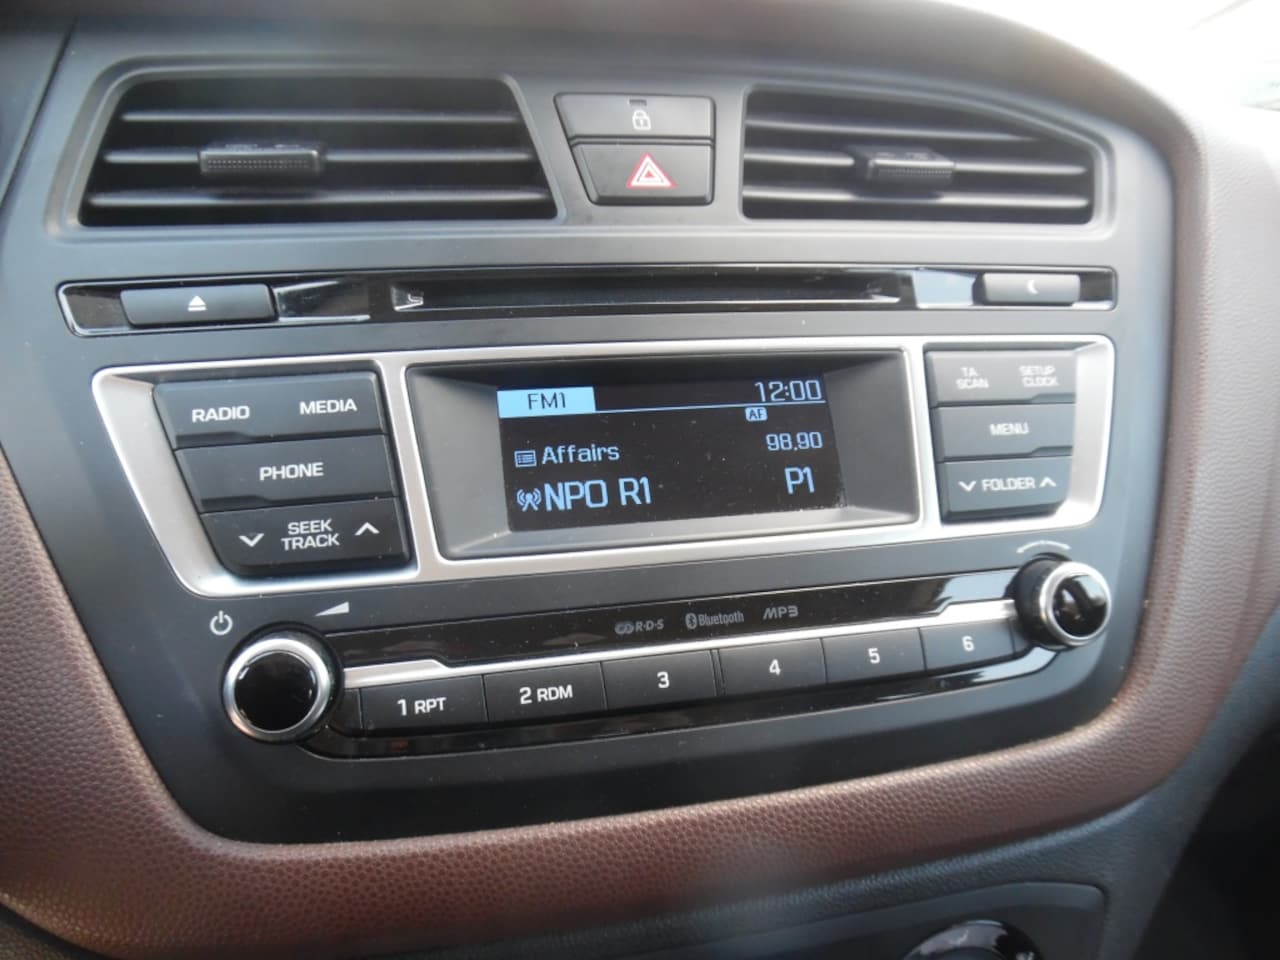 RADIO MEDIA
PHONE
SEEK
TRACK
FM1 12:00
AF
Affairs 98.90
NPO R1 P1
TA
SCAN
SETUP
CLOCK
MENU
FOLDER
R·D·S Bluetooth MP3
1 RPT 2 RDM 3 4 5 6